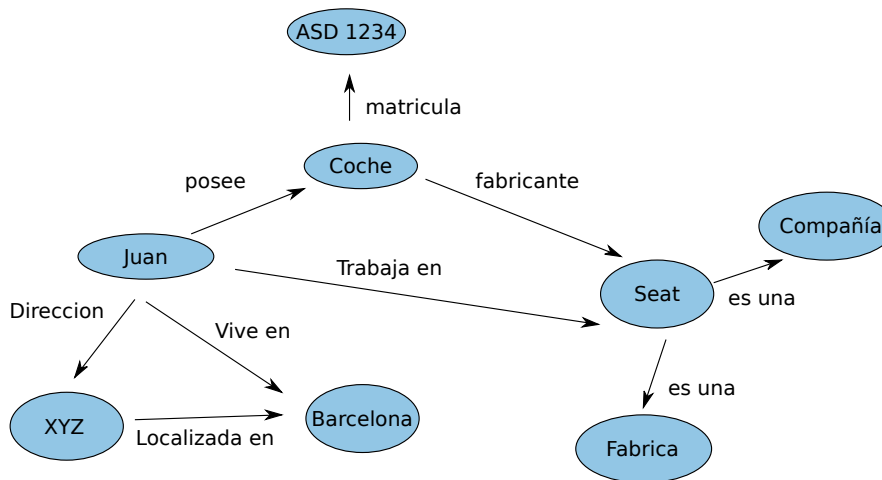 ASD 1234
matricula
Coche
posee
fabricante
Compañía
Juan
Trabaja en
Seat
es una
Direccion
Vive en
XYZ
Localizada en
Barcelona
es una
Fabrica